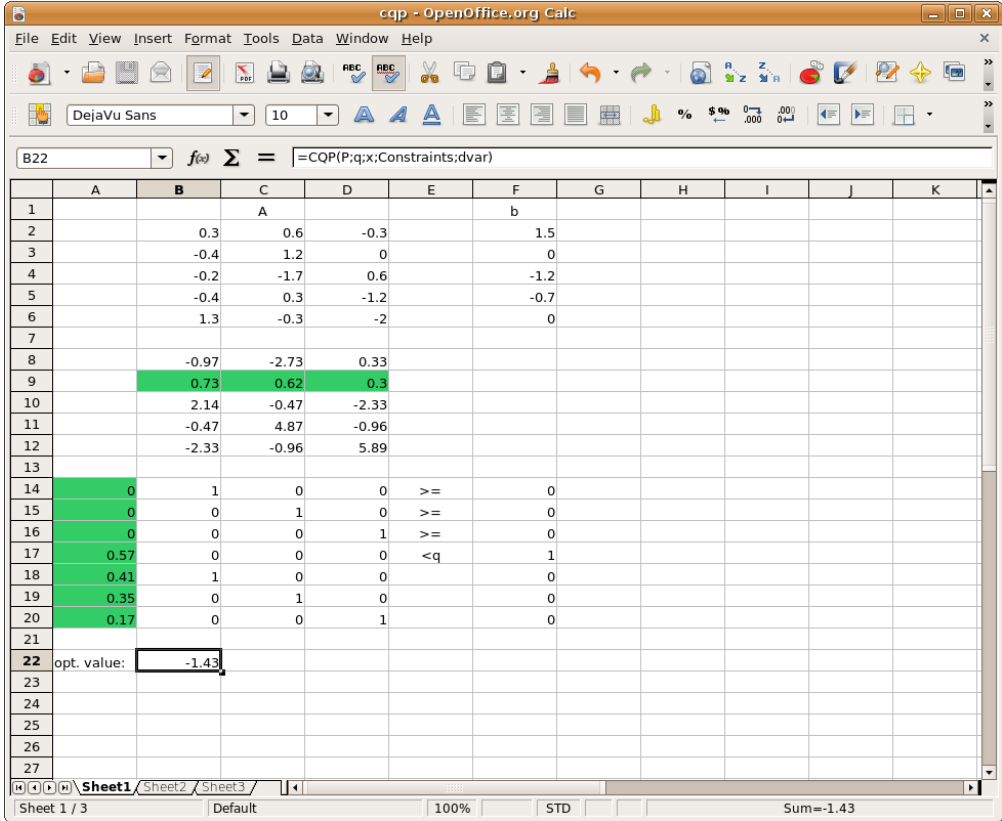 cqp - OpenOffice.org Calc
File Edit View Insert Format Tools Data Window Help
DejaVu Sans 10
B22 f(x) Σ = =CQP(P;q;x;Constraints;dvar)
A B C D E F G H I J K
1 A b
2 0.3 0.6 -0.3 1.5
3 -0.4 1.2 0 0
4 -0.2 -1.7 0.6 -1.2
5 -0.4 0.3 -1.2 -0.7
6 1.3 -0.3 -2 0
7
8 -0.97 -2.73 0.33
9 0.73 0.62 0.3
10 2.14 -0.47 -2.33
11 -0.47 4.87 -0.96
12 -2.33 -0.96 5.89
13
14 0 1 0 0 >= 0
15 0 0 1 0 >= 0
16 0 0 0 1 >= 0
17 0.57 0 0 0 <q 1
18 0.41 1 0 0 0
19 0.35 0 1 0 0
20 0.17 0 0 1 0
21
22 opt. value: -1.43
23
24
25
26
27
Sheet1 Sheet2 Sheet3
Sheet 1 / 3 Default 100% STD Sum=-1.43